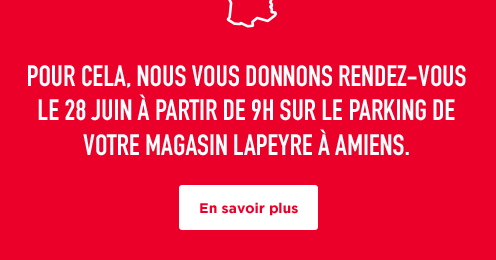 POUR CELA, NOUS VOUS DONNONS RENDEZ-VOUS
LE 28 JUIN À PARTIR DE 9H SUR LE PARKING DE
VOTRE MAGASIN LAPEYRE À AMIENS.
En savoir plus